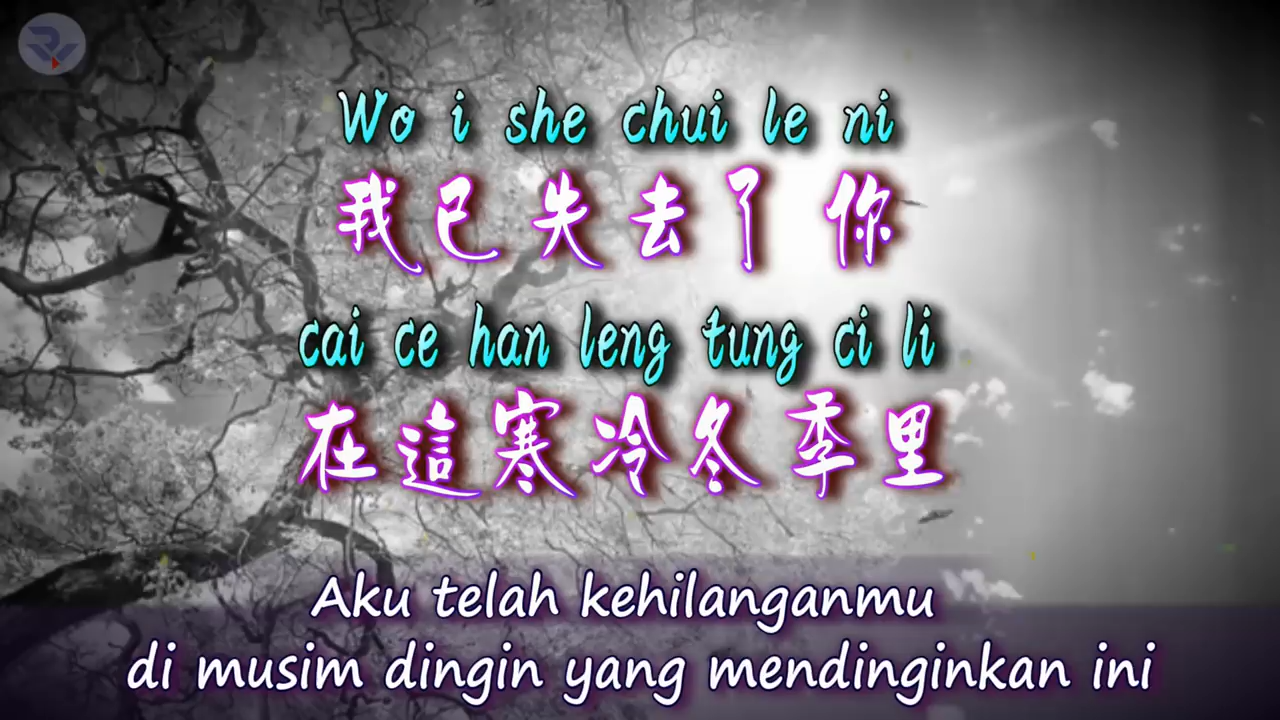 Wo i she chui le ni
我已失去了你
cai ce han leng tung ci li
在這寒冷冬季里
Aku telah kehilanganmu
di musim dingin yang mendinginkan ini